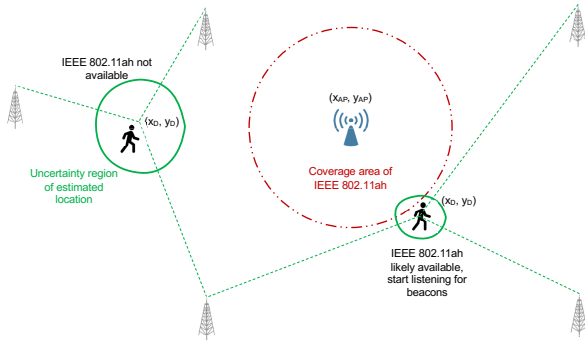 IEEE 802.11ah not
available
(xD, yD)
Uncertainty region
of estimated
location
(xAP, yAP)
Coverage area of
IEEE 802.11ah
(xD, yD)
IEEE 802.11ah
likely available,
start listening for
beacons